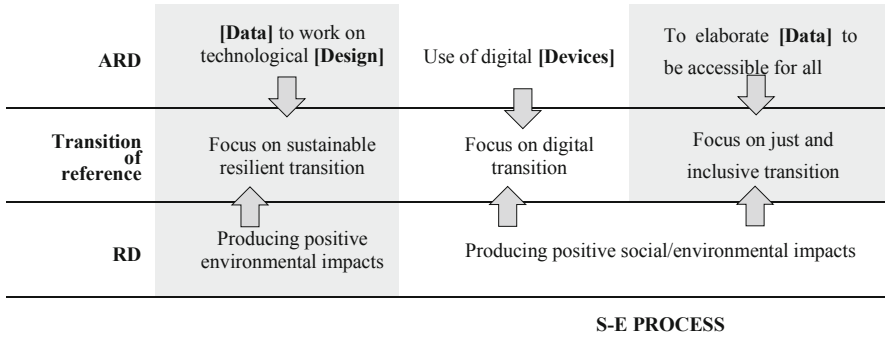 ARD
[Data] to work on
technological [Design]
Use of digital [Devices]
To elaborate [Data] to
be accessible for all
Transition
of
reference
Focus on sustainable
resilient transition
Focus on digital
transition
Focus on just and
inclusive transition
RD
Producing positive
environmental impacts
Producing positive social/environmental impacts
S-E PROCESS